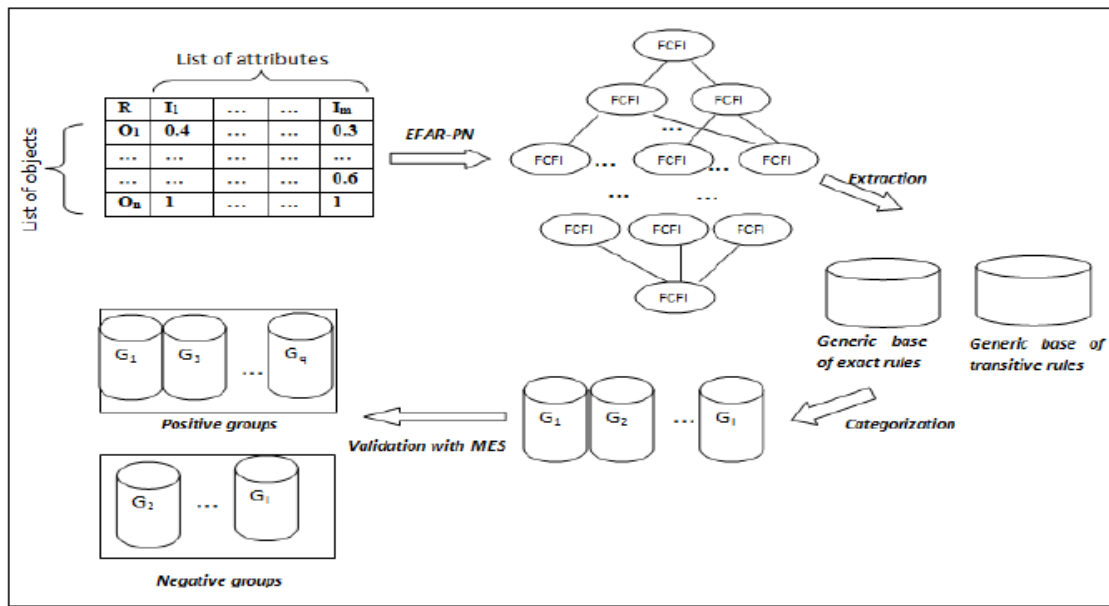 List of attributes
List of objects
R I1 .... .... Im
O1 0.4 .... .... 0.3
... ... .... .... ...
... ... .... .... 0.6
On 1 .... .... 1
EFAR-PN
FCFI
FCFI FCFI
...
FCFI ... FCFI ... FCFI
... ...
FCFI FCFI FCFI
FCFI
Extraction
Generic base of exact rules
Generic base of transitive rules
Categorization
G1 G2 ... Gl
Validation with MES
G1 G3 ... Gq
Positive groups
G2 ... Gl
Negative groups